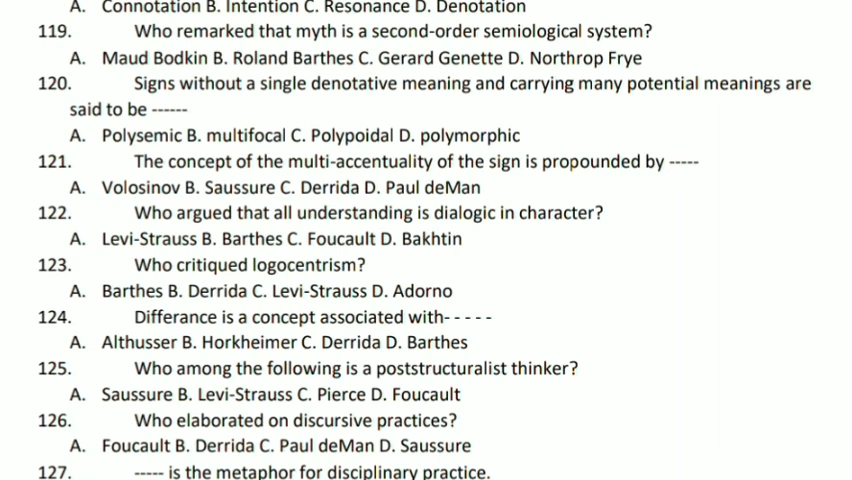 A. Connotation B. Intention C. Resonance D. Denotation
119. Who remarked that myth is a second-order semiological system?
A. Maud Bodkin B. Roland Barthes C. Gerard Genette D. Northrop Frye
120. Signs without a single denotative meaning and carrying many potential meanings are
said to be ------
A. Polysemic B. multifocal C. Polypoidal D. polymorphic
121. The concept of the multi-accentuality of the sign is propounded by -----
A. Volosinov B. Saussure C. Derrida D. Paul deMan
122. Who argued that all understanding is dialogic in character?
A. Levi-Strauss B. Barthes C. Foucault D. Bakhtin
123. Who critiqued logocentrism?
A. Barthes B. Derrida C. Levi-Strauss D. Adorno
124. Differance is a concept associated with- - - - -
A. Althusser B. Horkheimer C. Derrida D. Barthes
125. Who among the following is a poststructuralist thinker?
A. Saussure B. Levi-Strauss C. Pierce D. Foucault
126. Who elaborated on discursive practices?
A. Foucault B. Derrida C. Paul deMan D. Saussure
127. ----- is the metaphor for disciplinary practice.